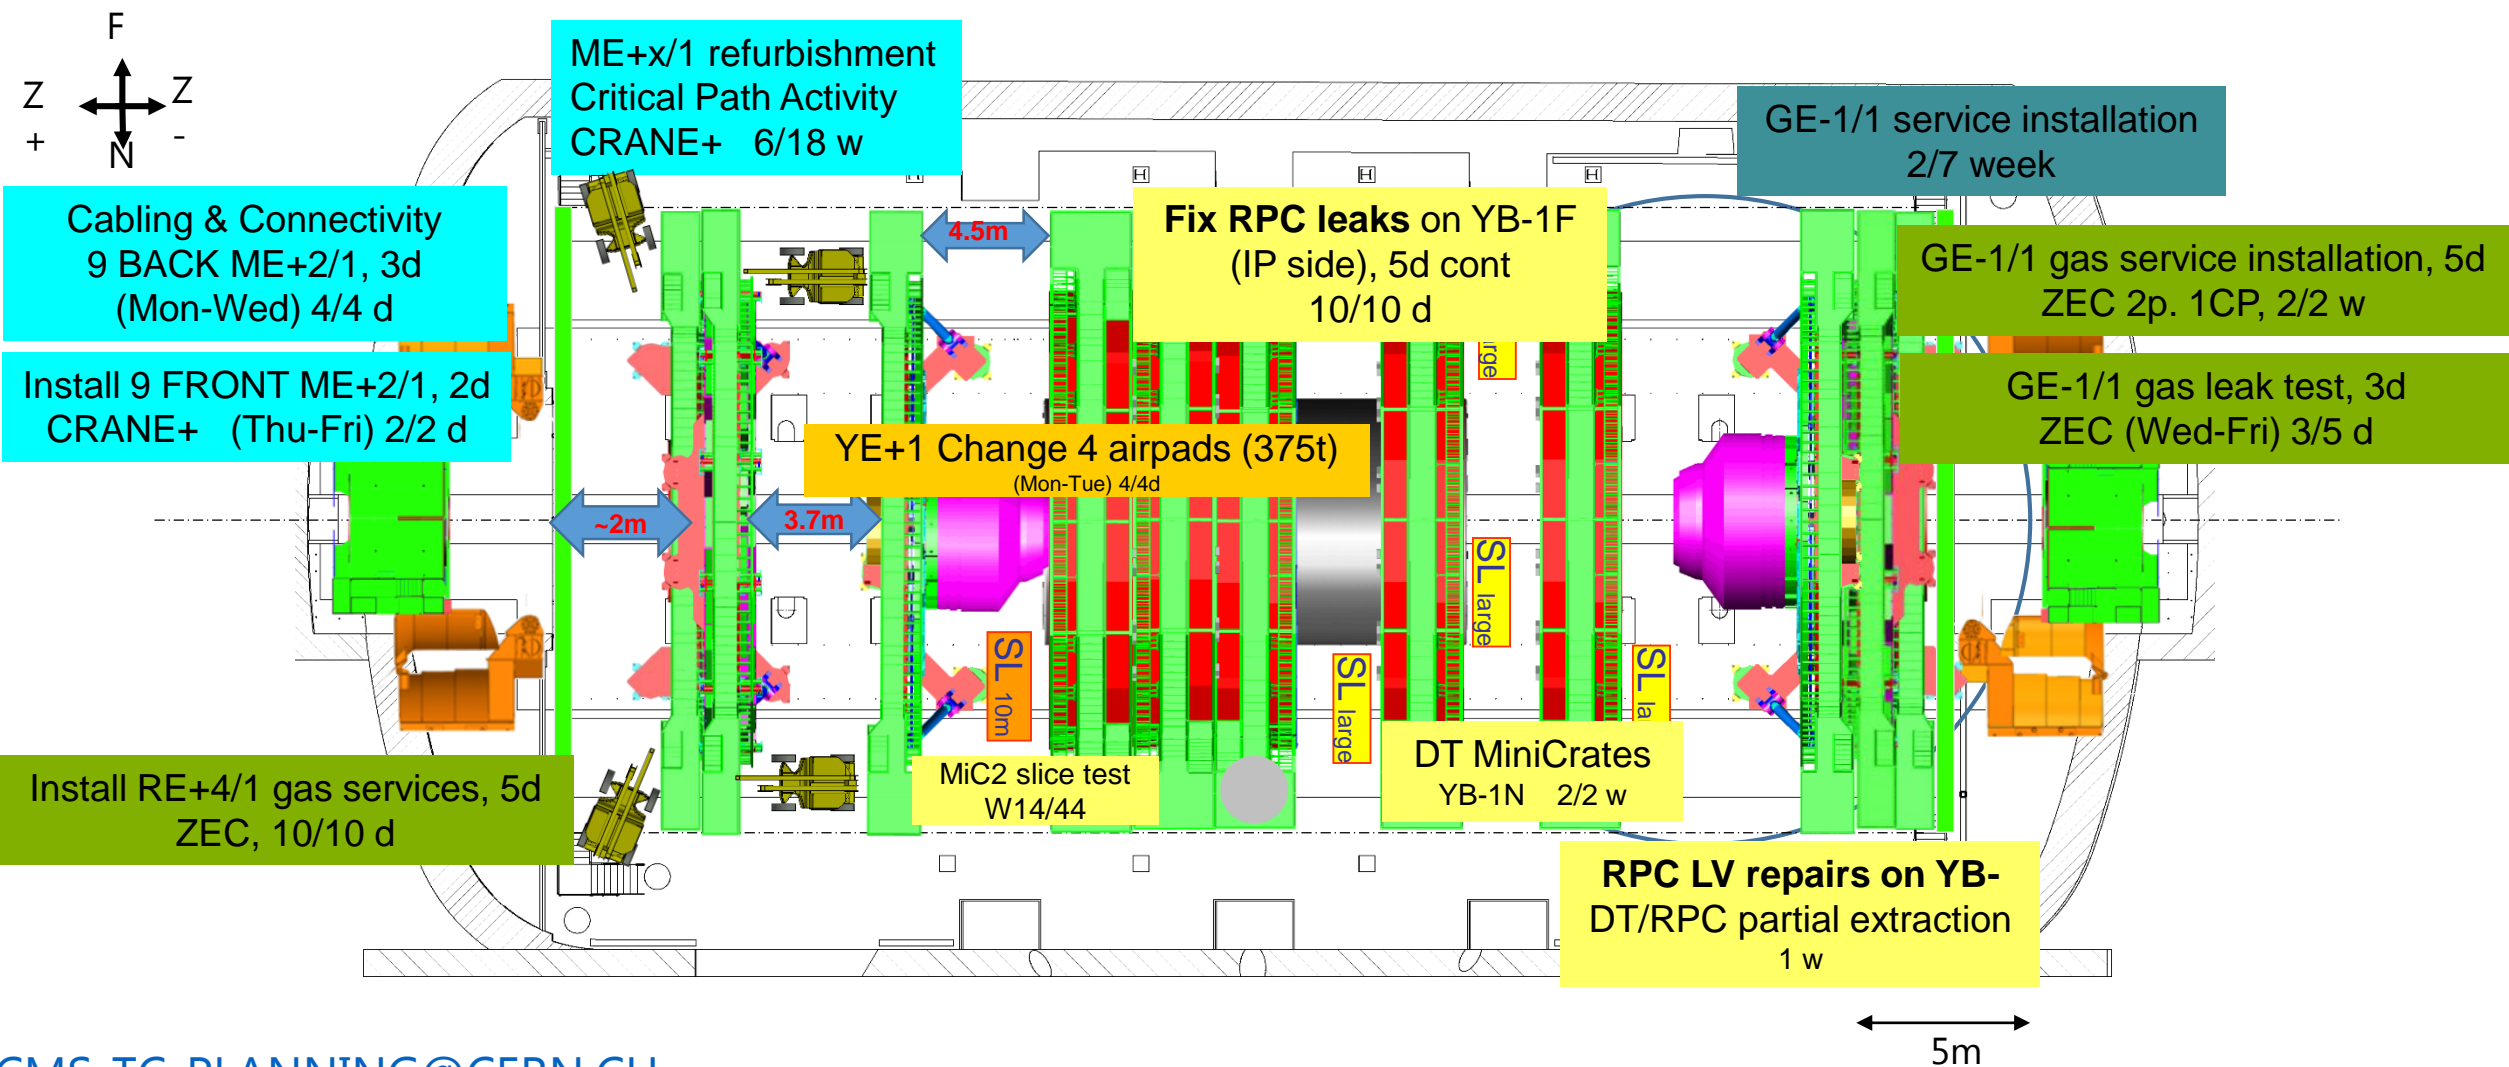 F
Z
Z
+
-
N
ME+x/1 refurbishment
Critical Path Activity
CRANE+ 6/18 w
GE-1/1 service installation
2/7 week
Cabling & Connectivity
9 BACK ME+2/1, 3d
(Mon-Wed) 4/4 d
4.5m
Fix RPC leaks on YB-1F
(IP side), 5d cont
10/10 d
GE-1/1 gas service installation, 5d
ZEC 2p. 1CP, 2/2 w
Install 9 FRONT ME+2/1, 2d
CRANE+ (Thu-Fri) 2/2 d
GE-1/1 gas leak test, 3d
ZEC (Wed-Fri) 3/5 d
YE+1 Change 4 airpads (375t)
(Mon-Tue) 4/4d
~2m
3.7m
SL large
SL 10m
SL large
SL
DT MiniCrates
YB-1N 2/2 w
MiC2 slice test
W14/44
Install RE+4/1 gas services, 5d
ZEC, 10/10 d
RPC LV repairs on YB-
DT/RPC partial extraction
1 w
5m
H
H
H
H